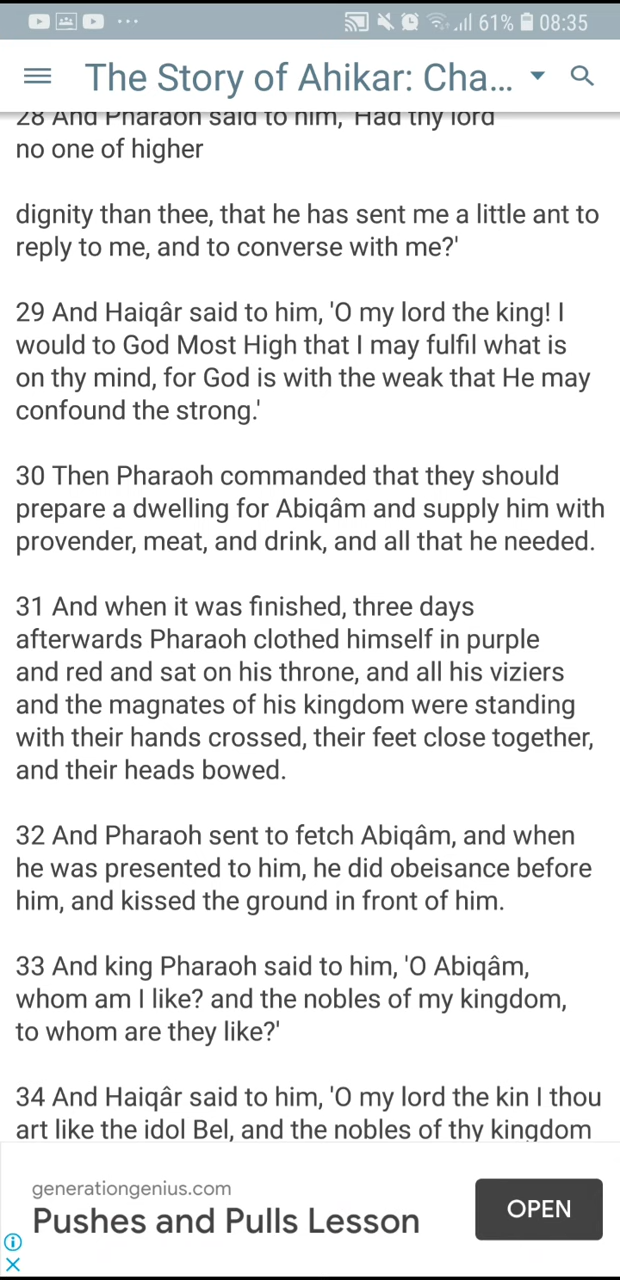 61% 08:35
The Story of Ahikar: Cha...
28 And Pharaoh said to him, 'Had thy lord
no one of higher
dignity than thee, that he has sent me a little ant to
reply to me, and to converse with me?'
29 And Haiqâr said to him, 'O my lord the king! I
would to God Most High that I may fulfil what is
on thy mind, for God is with the weak that He may
confound the strong.'
30 Then Pharaoh commanded that they should
prepare a dwelling for Abiqâm and supply him with
provender, meat, and drink, and all that he needed.
31 And when it was finished, three days
afterwards Pharaoh clothed himself in purple
and red and sat on his throne, and all his viziers
and the magnates of his kingdom were standing
with their hands crossed, their feet close together,
and their heads bowed.
32 And Pharaoh sent to fetch Abiqâm, and when
he was presented to him, he did obeisance before
him, and kissed the ground in front of him.
33 And king Pharaoh said to him, 'O Abiqâm,
whom am I like? and the nobles of my kingdom,
to whom are they like?'
34 And Haiqâr said to him, 'O my lord the kin I thou
art like the idol Bel, and the nobles of thy kingdom
generationgenius.com
Pushes and Pulls Lesson
OPEN